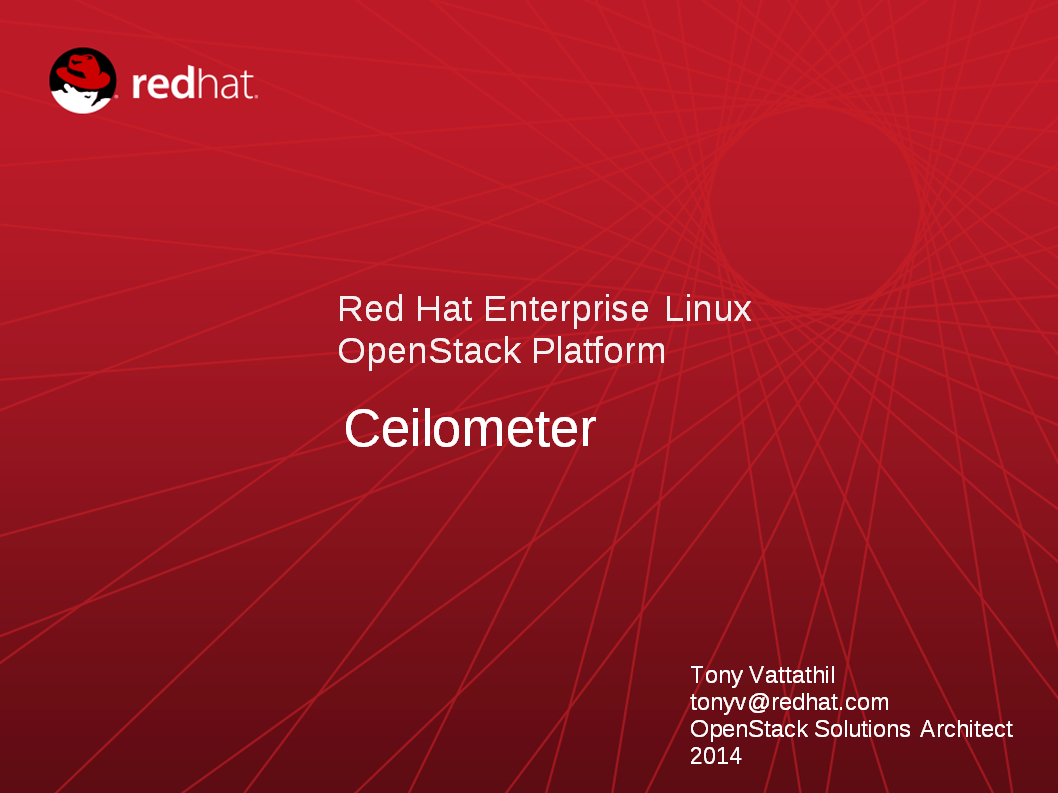 redhat.
Red Hat Enterprise Linux
OpenStack Platform
Ceilometer
Tony Vattathil
tonyv@redhat.com
OpenStack Solutions Architect
2014